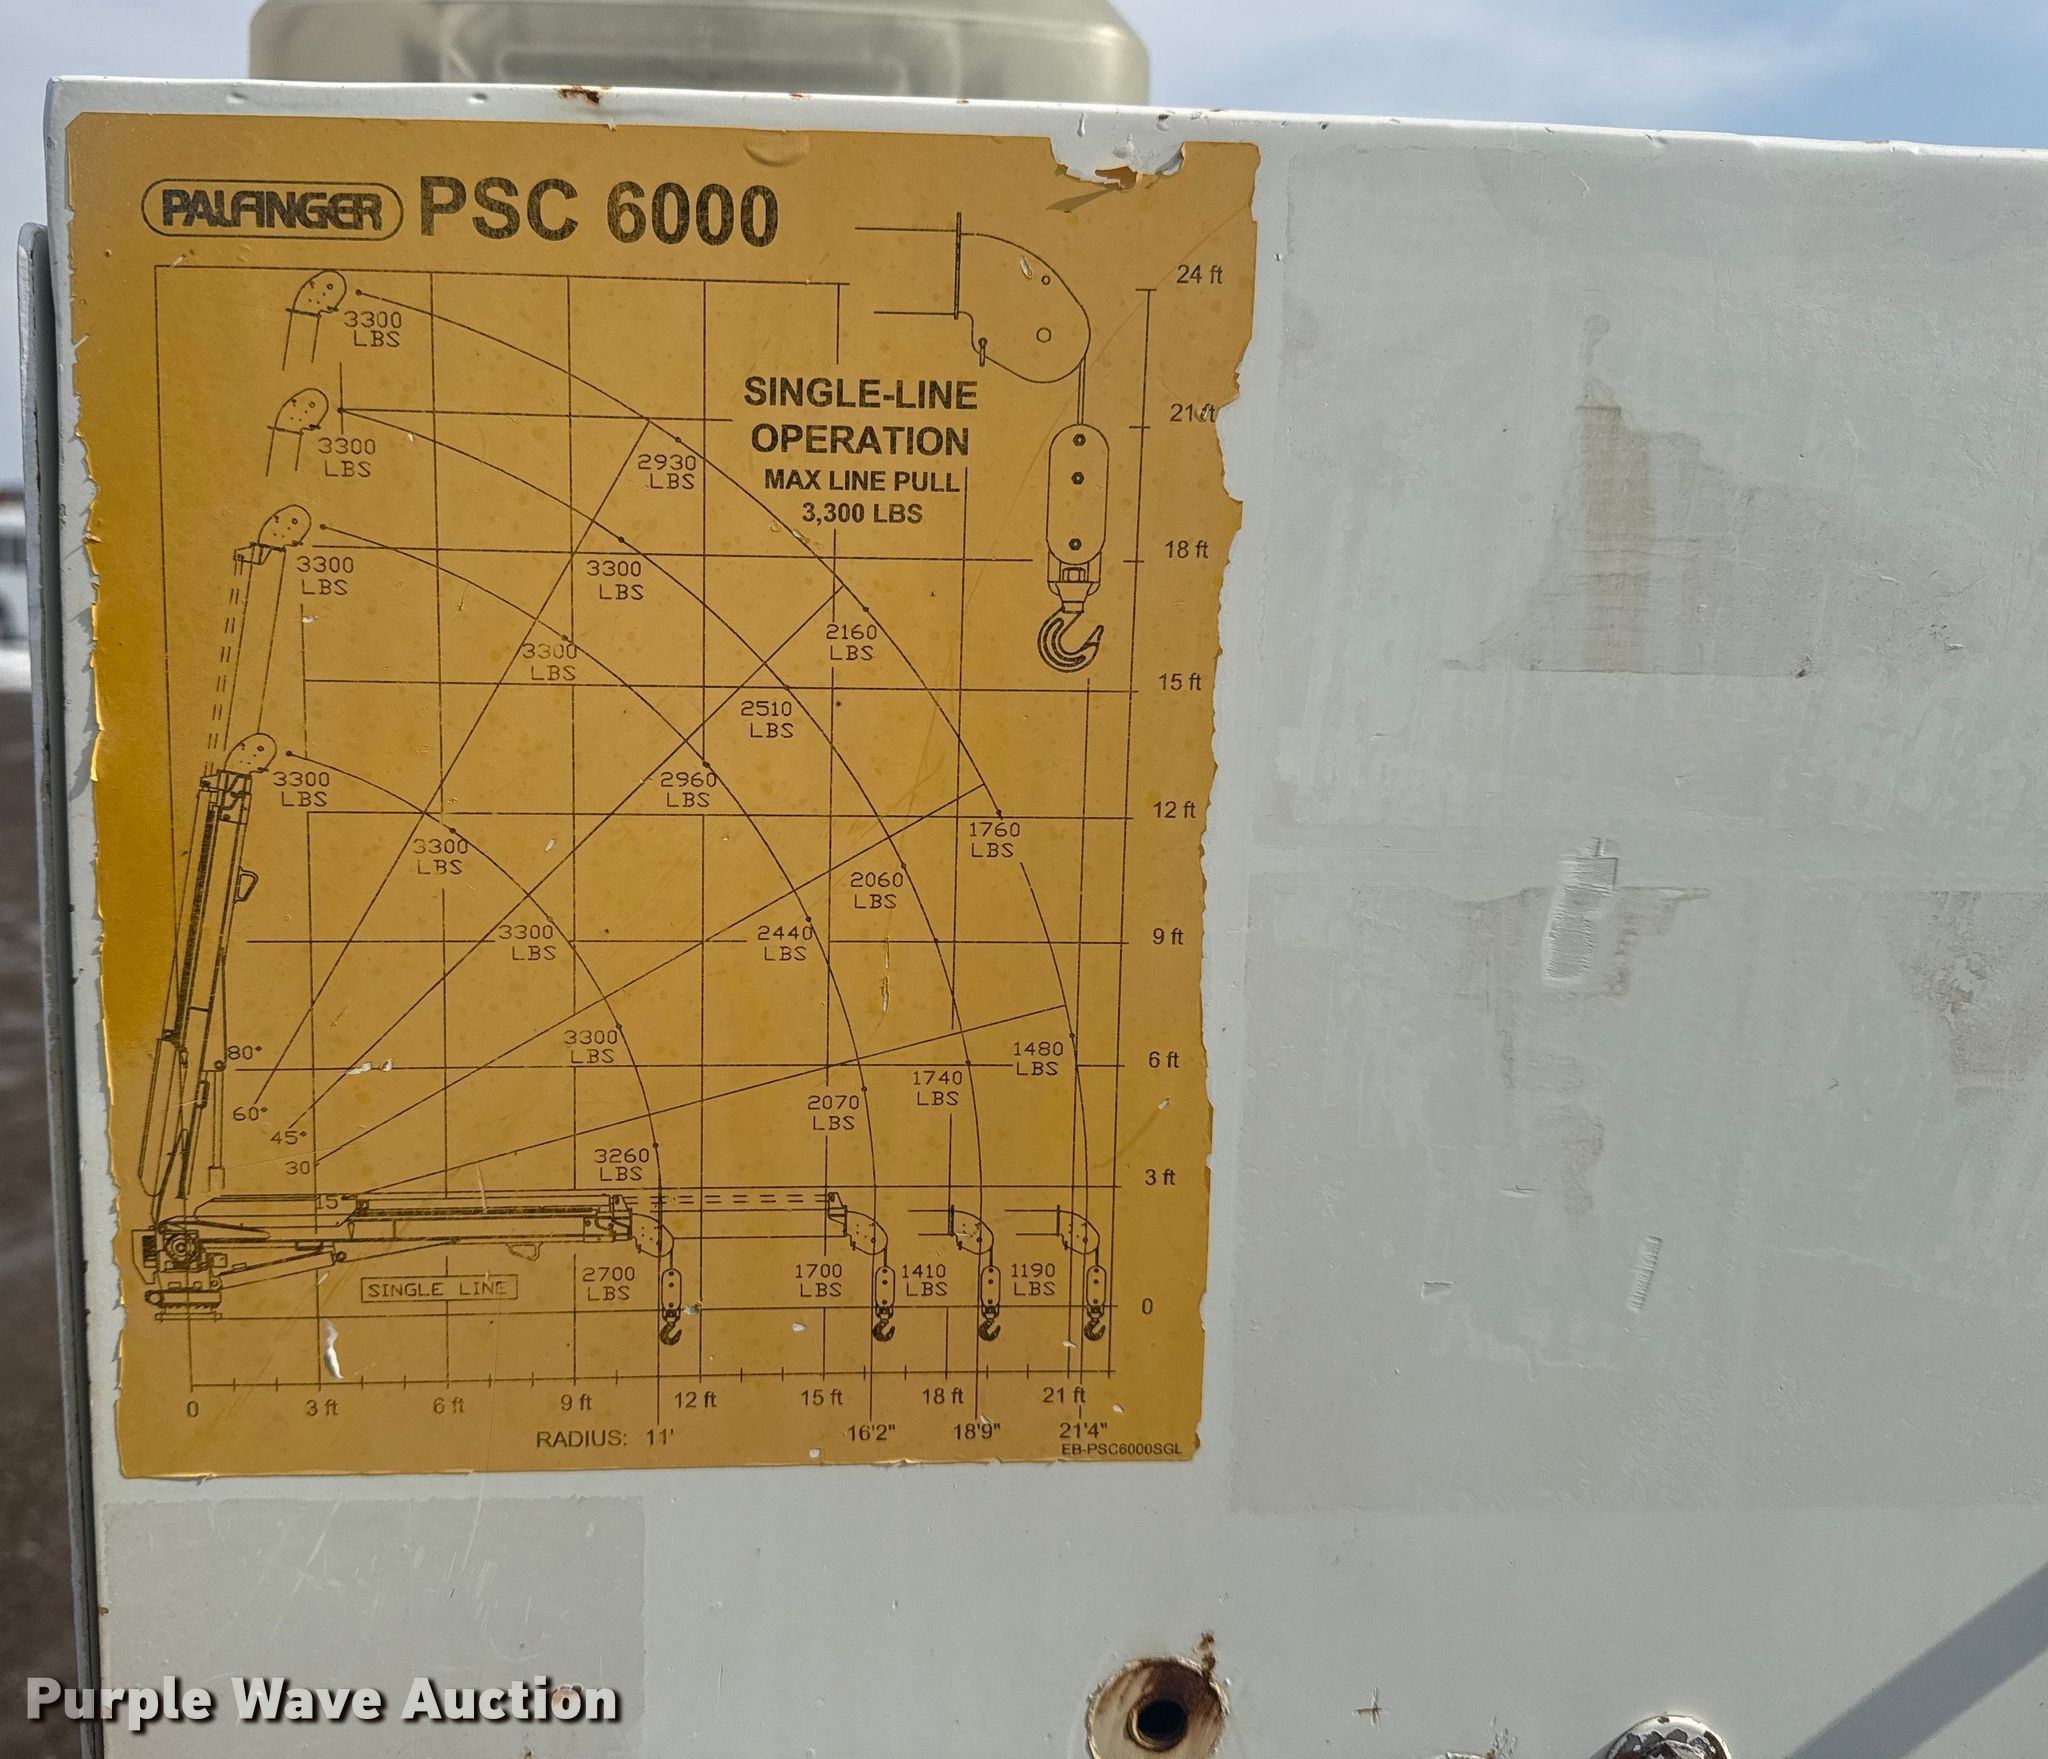 PALFINGER PSC 6000
24 ft
3300
LBS
SINGLE-LINE
OPERATION
MAX LINE PULL
3,300 LBS
21 ft
3300
LBS
2930
LBS
18 ft
3300
LBS
3300
LBS
2160
LBS
3300
LBS
15 ft
2510
LBS
3300
LBS
2960
LBS
12 ft
3300
LBS
1760
LBS
2060
LBS
3300
LBS
2440
LBS
9 ft
3300
LBS
80°
1480
LBS
6 ft
60°
1740
LBS
2070
LBS
45°
30
3260
LBS
3 ft
15°
2700
LBS
1700
LBS
1410
LBS
1190
LBS
SINGLE LINE
0
0 3 ft 6 ft 9 ft 12 ft 15 ft 18 ft 21 ft
RADIUS: 11' 16'2" 18'9" 21'4"
EB-PSC6000SGL
Purple Wave Auction